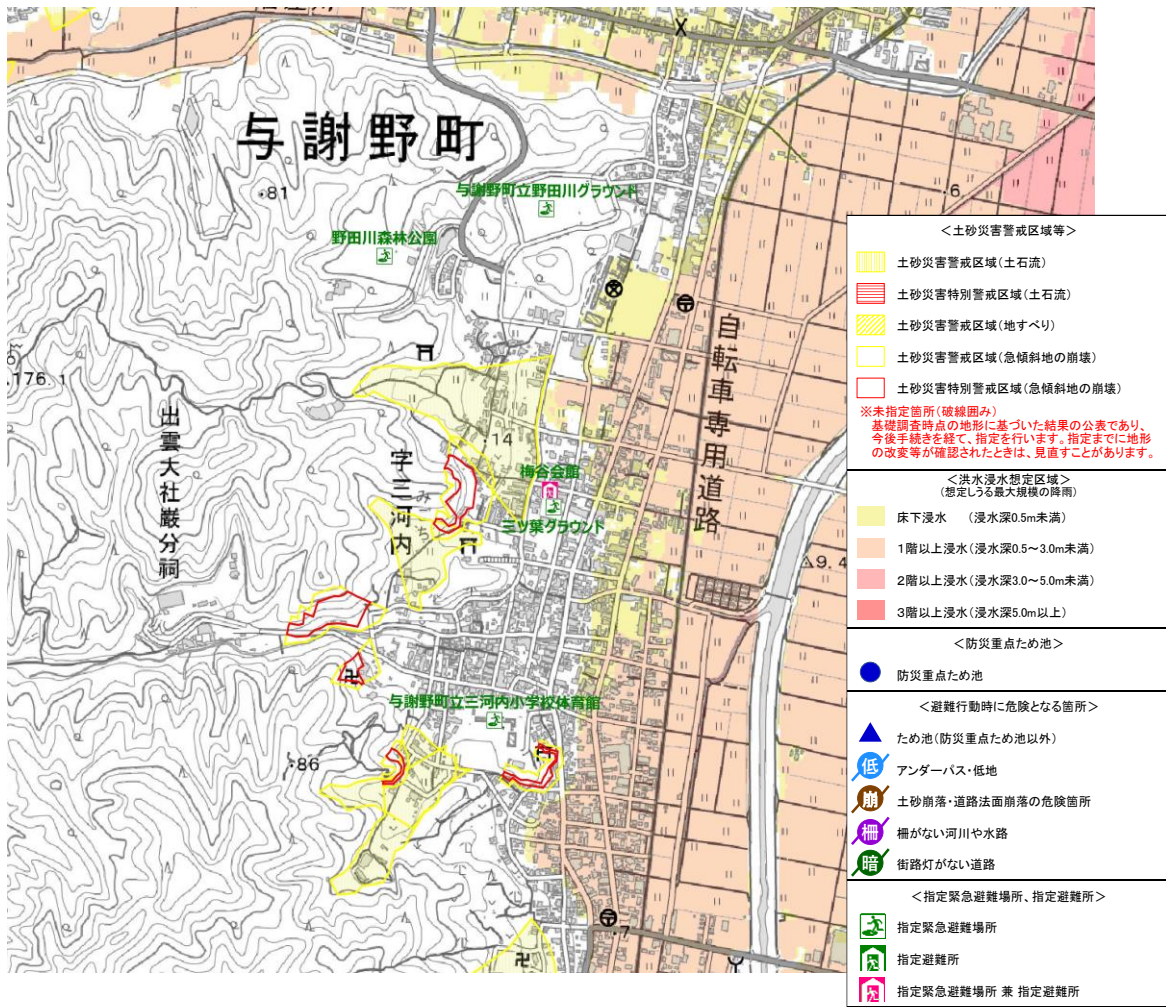 与謝野町
・81
与謝野町立野田川グラウンド
野田川森林公園
・6
自転車専用道路
176.1
出雲大社巌分祠
字三河内
みごち
・14
梅谷会館
三ツ葉グラウンド
9.4
与謝野町立三河内小学校体育館
・86
・7
＜土砂災害警戒区域等＞
土砂災害警戒区域(土石流)
土砂災害特別警戒区域(土石流)
土砂災害警戒区域(地すべり)
土砂災害警戒区域(急傾斜地の崩壊)
土砂災害特別警戒区域(急傾斜地の崩壊)
※未指定箇所(破線囲み)
基礎調査時点の地形に基づいた結果の公表であり、
今後手続きを経て、指定を行います。指定までに地形
の改変等が確認されたときは、見直すことがあります。
＜洪水浸水想定区域＞
(想定しうる最大規模の降雨)
床下浸水　(浸水深0.5m未満)
1階以上浸水(浸水深0.5～3.0m未満)
2階以上浸水(浸水深3.0～5.0m未満)
3階以上浸水(浸水深5.0m以上)
＜防災重点ため池＞
防災重点ため池
＜避難行動時に危険となる箇所＞
ため池(防災重点ため池以外)
低 アンダーパス・低地
崩 土砂崩落・道路法面崩落の危険箇所
柵 柵がない河川や水路
暗 街路灯がない道路
＜指定緊急避難場所、指定避難所＞
指定緊急避難場所
指定避難所
指定緊急避難場所 兼 指定避難所